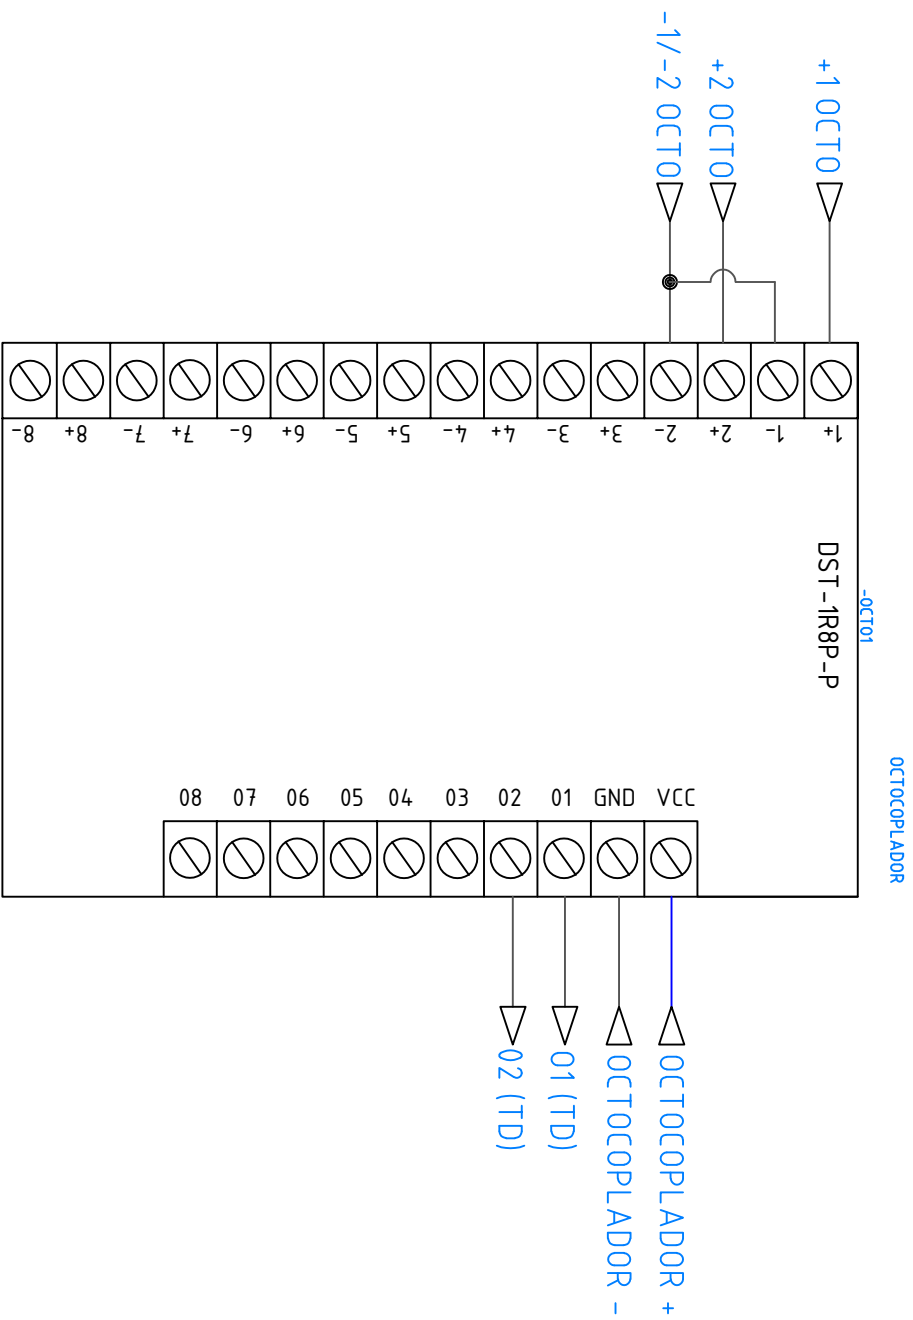 -1/-2 OCTO
+2 OCTO
+1 OCTO
8-
8+
7-
7+
6-
6+
5-
5+
4-
4+
3-
3+
2-
2+
1-
1+
DST-1R8P-P
-OCTO1
OCTOCOPLADOR
08
07
06
05
04
03
02
01
GND
VCC
02 (TD)
01 (TD)
OCTOCOPLADOR -
OCTOCOPLADOR +